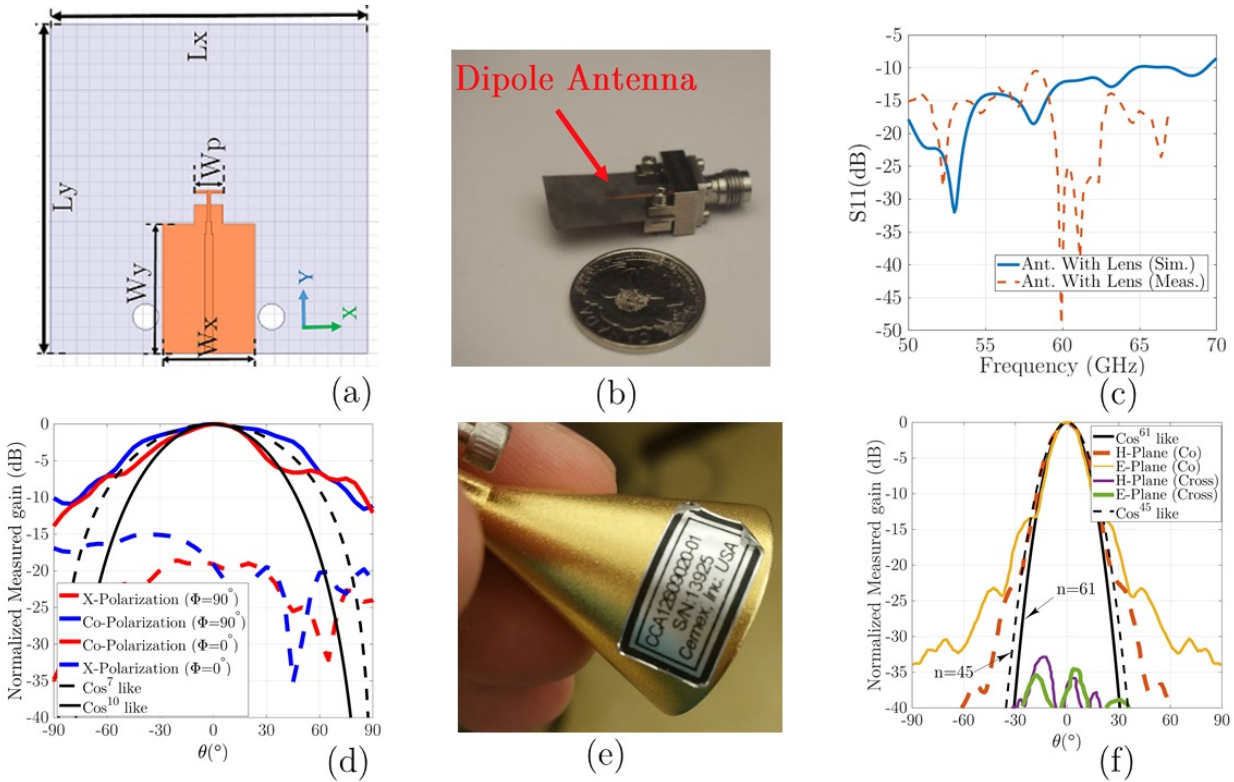 Lx
Ly
Wp
Wy
Wx
Y
X
(a)
Dipole Antenna
(b)
S11(dB)
-5
-10
-15
-20
-25
-30
-35
-40
-45
-50
Ant. With Lens (Sim.)
Ant. With Lens (Meas.)
50 55 60 65 70
Frequency (GHz)
(c)
Normalized Measured gain (dB)
0
-5
-10
-15
-20
-25
-30
-35
-40
X-Polarization (Φ=90°)
Co-Polarization (Φ=90°)
Co-Polarization (Φ=0°)
X-Polarization (Φ=0°)
Cos⁷ like
Cos¹⁰ like
-90 -60 -30 0 30 60 90
θ(°)
(d)
CCA12600020-01
S/N:13925
Cernex, Inc. USA
(e)
Normalized Measured gain (dB)
0
-5
-10
-15
-20
-25
-30
-35
-40
Cos⁶¹ like
H-Plane (Co)
E-Plane (Co)
H-Plane (Cross)
E-Plane (Cross)
Cos⁴⁵ like
n=61
n=45
-90 -60 -30 0 30 60 90
θ(°)
(f)